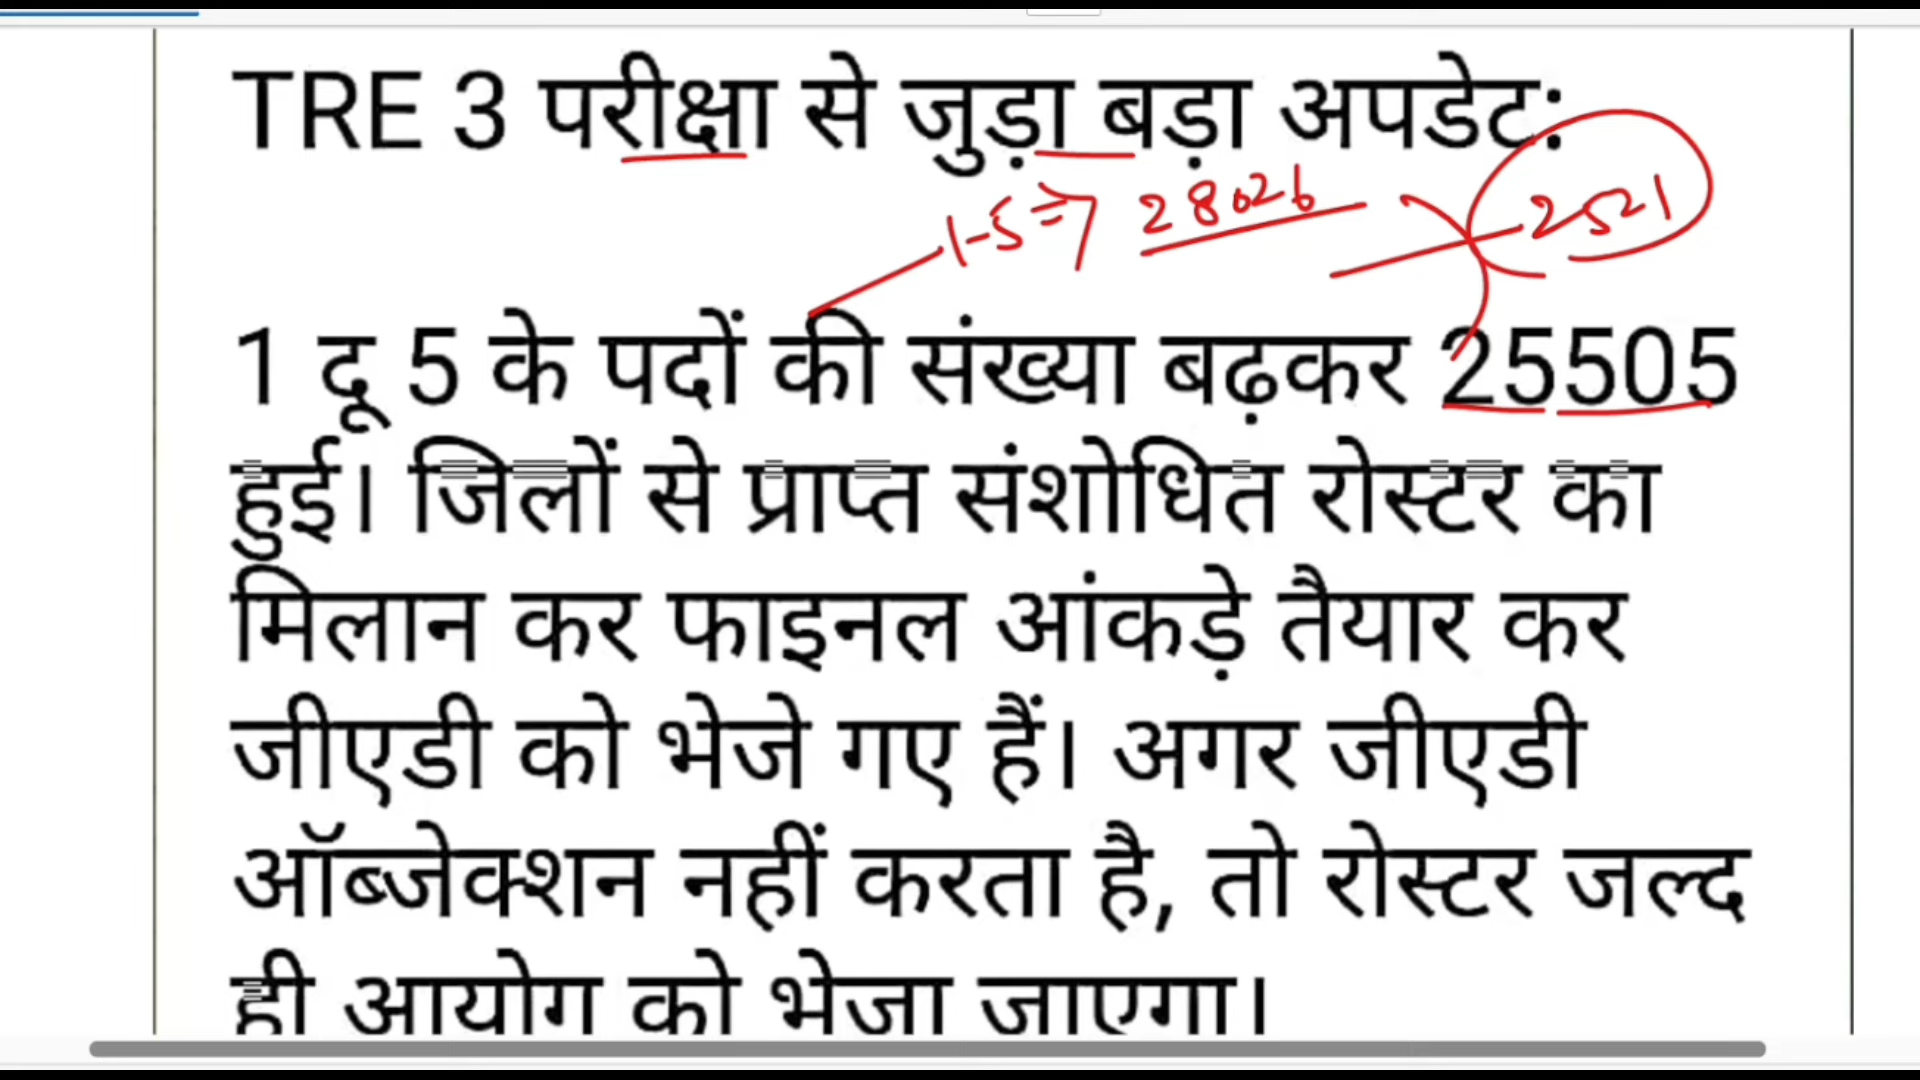 TRE 3 परीक्षा से जुड़ा बड़ा अपडेट:
1-5 => 28026 2521
1 दू 5 के पदों की संख्या बढ़कर 25505
हुई। जिलों से प्राप्त संशोधित रोस्टर का
मिलान कर फाइनल आंकड़े तैयार कर
जीएडी को भेजे गए हैं। अगर जीएडी
ऑब्जेक्शन नहीं करता है, तो रोस्टर जल्द
ही आयोग को भेजा जाएगा।